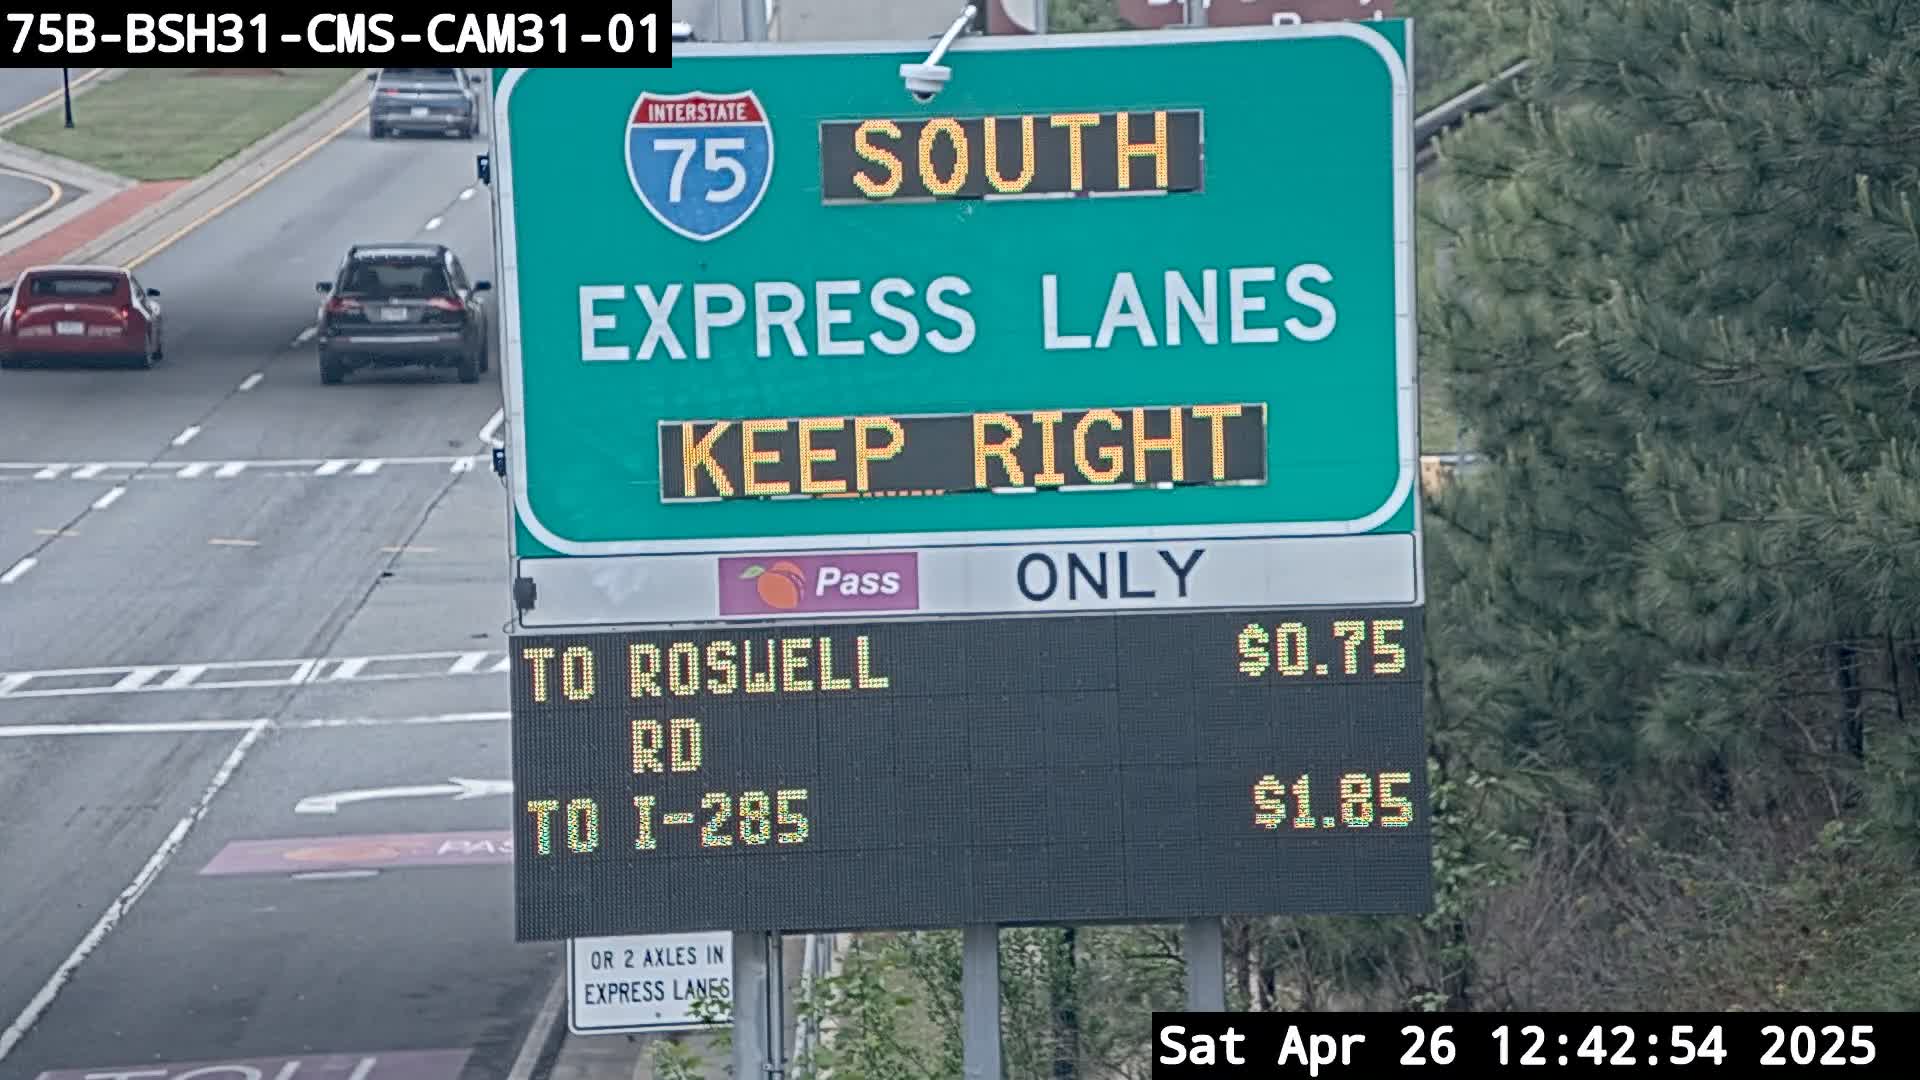 75B-BSH31-CMS-CAM31-01
INTERSTATE
75
SOUTH
EXPRESS LANES
KEEP RIGHT
Pass ONLY
TO ROSWELL $0.75
RD
TO I-285 $1.85
OR 2 AXLES IN
EXPRESS LANES
TOLL
Sat Apr 26 12:42:54 2025